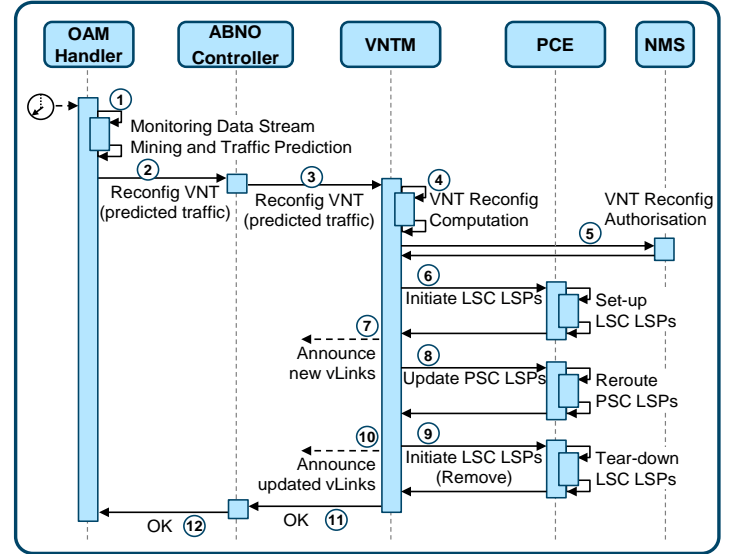 OAM
Handler
ABNO
Controller
VNTM
PCE
NMS
1
Monitoring Data Stream
Mining and Traffic Prediction
2
Reconfig VNT
(predicted traffic)
3
Reconfig VNT
(predicted traffic)
4
VNT Reconfig
Computation
VNT Reconfig
Authorisation
5
6
Initiate LSC LSPs
Set-up
LSC LSPs
7
Announce
new vLinks
8
Update PSC LSPs
Reroute
PSC LSPs
9
Initiate LSC LSPs
(Remove)
Tear-down
LSC LSPs
10
Announce
updated vLinks
OK 11
OK 12